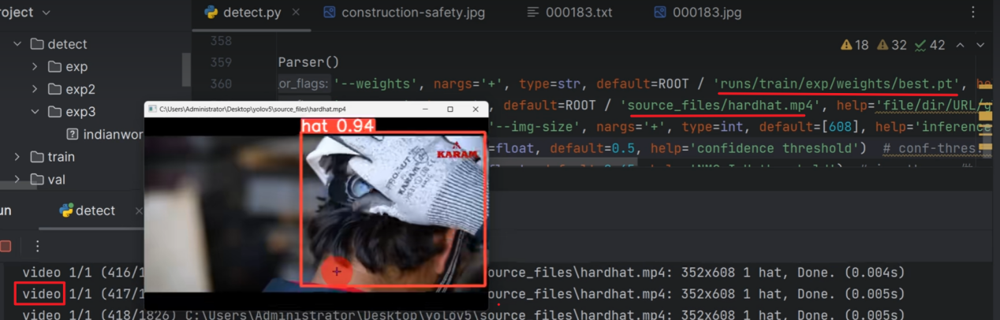 roject
detect.py
construction-safety.jpg
000183.txt
000183.jpg
detect
exp
exp2
exp3
indianwor
train
val
358
359
360
18 32 42
Parser()
or_flags: '--weights', nargs='+', type=str, default=ROOT / 'runs/train/exp/weights/best.pt', he
, default=ROOT / 'source_files/hardhat.mp4', help='file/dir/URL/g
'--img-size', nargs='+', type=int, default=[608], help='inference
=float, default=0.5, help='confidence threshold') # conf-thres:
C:\Users\Administrator\Desktop\yolov5\source_files\hardhat.mp4
hat 0.94
KARAM
KARAM
un
detect
video 1/1 (416/1
ource_files\hardhat.mp4: 352x608 1 hat, Done. (0.004s)
video 1/1 (417/1
ource_files\hardhat.mp4: 352x608 1 hat, Done. (0.005s)
video 1/1 (418/1826) C:\Users\Administrator\Desktop\yolov5\source_files\hardhat.mp4: 352x608 1 hat, Done. (0.005s)